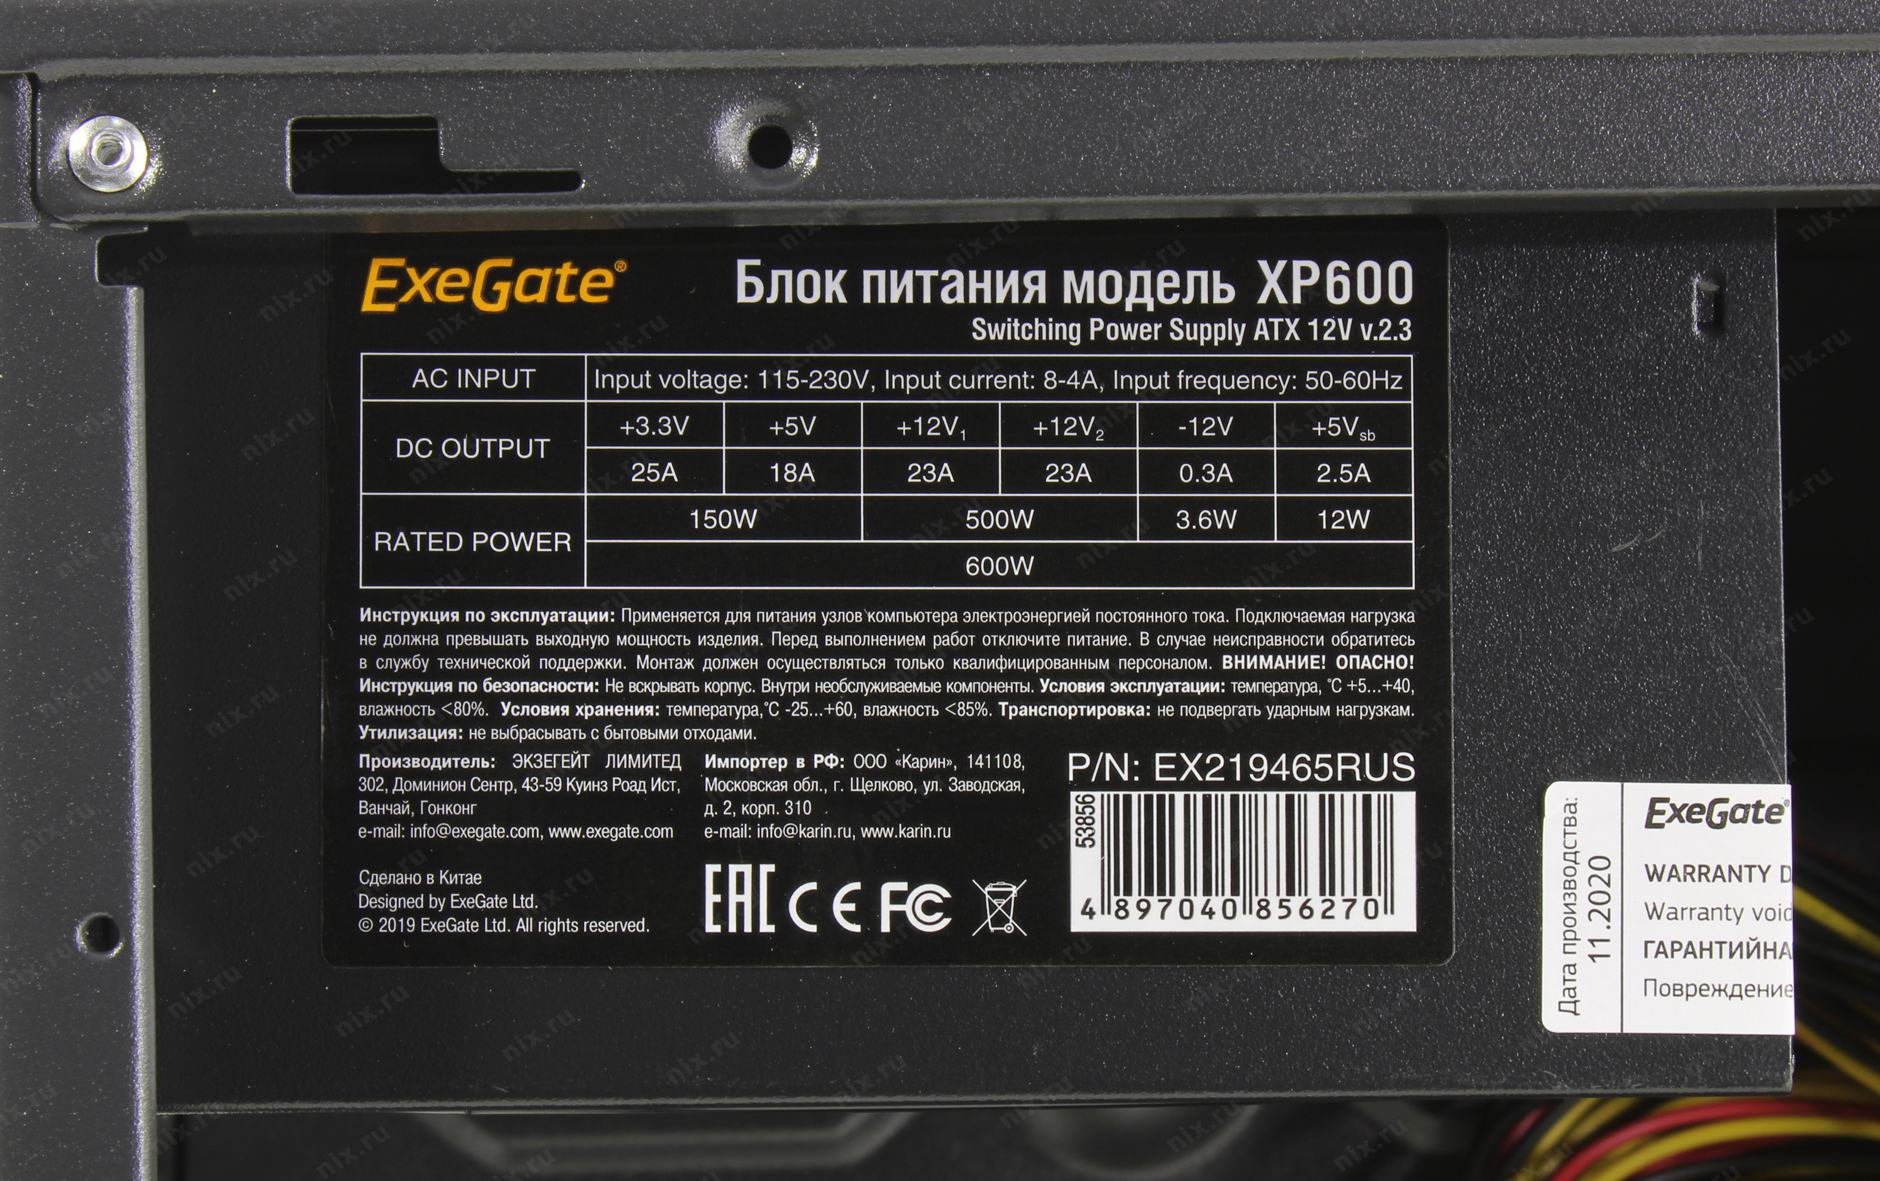 ExeGate®
Блок питания модель XP600
Switching Power Supply ATX 12V v.2.3
AC INPUT Input voltage: 115-230V, Input current: 8-4A, Input frequency: 50-60Hz
DC OUTPUT +3.3V +5V +12V1 +12V2 -12V +5Vsb
25A 18A 23A 23A 0.3A 2.5A
RATED POWER 150W 500W 3.6W 12W
600W
Инструкция по эксплуатации: Применяется для питания узлов компьютера электроэнергией постоянного тока. Подключаемая нагрузка
не должна превышать выходную мощность изделия. Перед выполнением работ отключите питание. В случае неисправности обратитесь
в службу технической поддержки. Монтаж должен осуществляться только квалифицированным персоналом. ВНИМАНИЕ! ОПАСНО!
Инструкция по безопасности: Не вскрывать корпус. Внутри необслуживаемые компоненты. Условия эксплуатации: температура, °С +5...+40,
влажность <80%. Условия хранения: температура,°С -25...+60, влажность <85%. Транспортировка: не подвергать ударным нагрузкам.
Утилизация: не выбрасывать с бытовыми отходами.
Производитель: ЭКЗЕГЕЙТ ЛИМИТЕД
302, Доминион Сентр, 43-59 Куинз Роад Ист,
Ванчай, Гонконг
e-mail: info@exegate.com, www.exegate.com
Импортер в РФ: ООО «Карин», 141108,
Московская обл., г. Щелково, ул. Заводская,
д. 2, корп. 310
e-mail: info@karin.ru, www.karin.ru
Сделано в Китае
Designed by ExeGate Ltd.
© 2019 ExeGate Ltd. All rights reserved.
EAC CE FC
P/N: EX219465RUS
53856
4 897040 856270
Дата производства:
11.2020
ExeGate®
WARRANTY D
Warranty void
ГАРАНТИЙНА
Повреждение
nix.ru